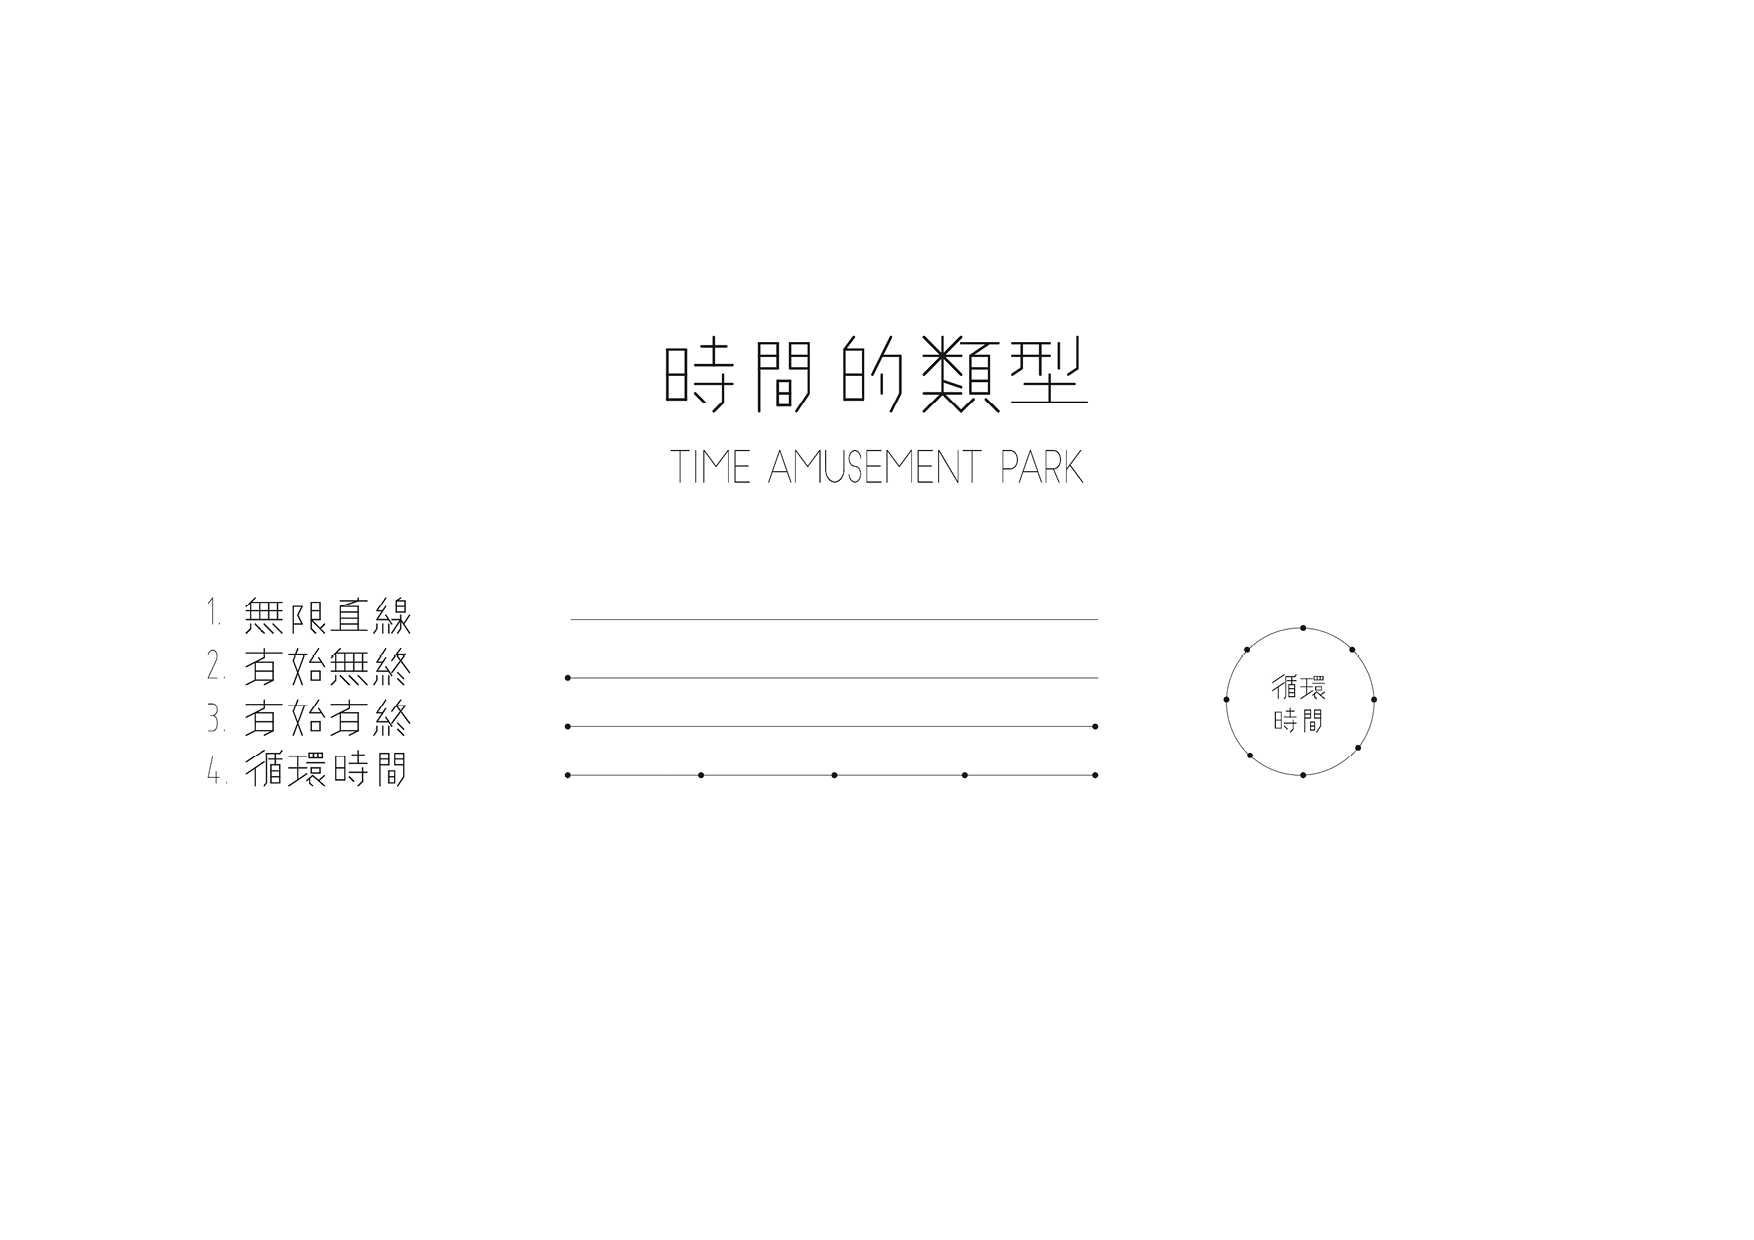 時間的類型
TIME AMUSEMENT PARK
1. 無限直線
2. 有始無終
3. 有始有終
4. 循環時間
循環
時間